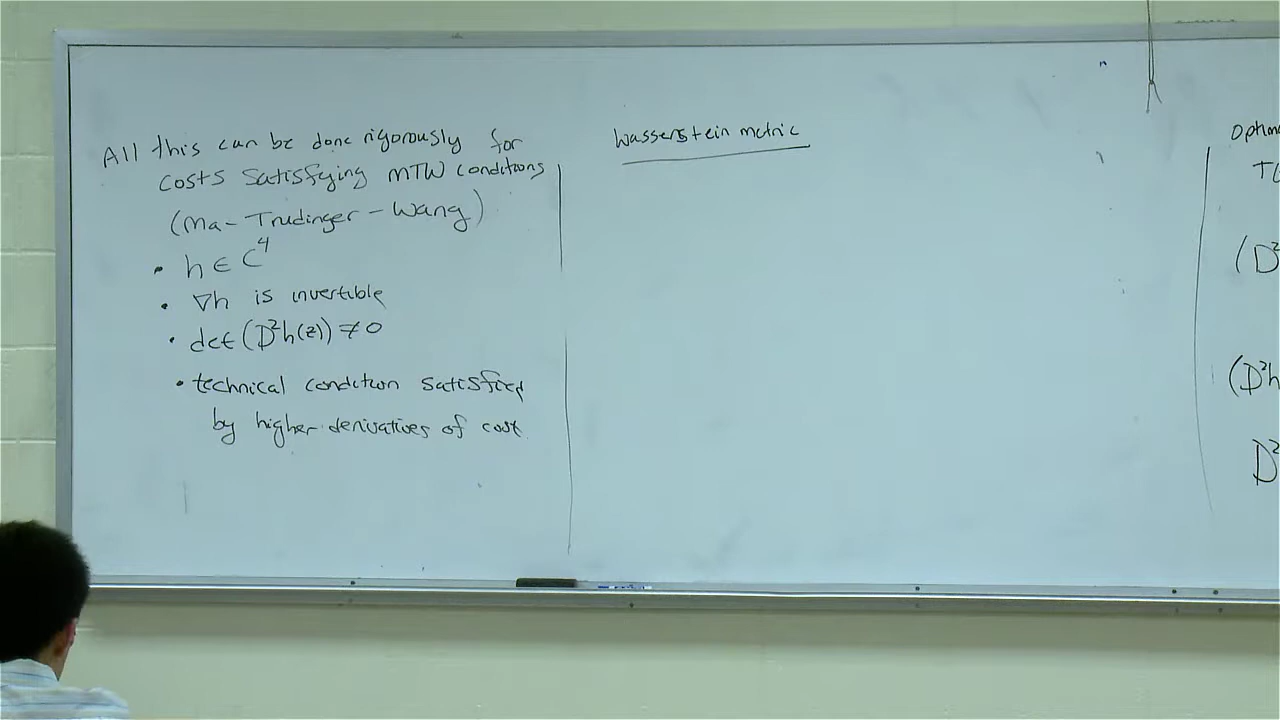 All this can be done rigorously for
costs satisfying MTW conditions
(Ma-Trudinger-Wang)
• h ∈ C⁴
• ∇h is invertible
• det(D²h(z)) ≠ 0
• technical condition satisfied
by higher derivatives of cost.
Wasserstein metric
(D²
(D²h
D²